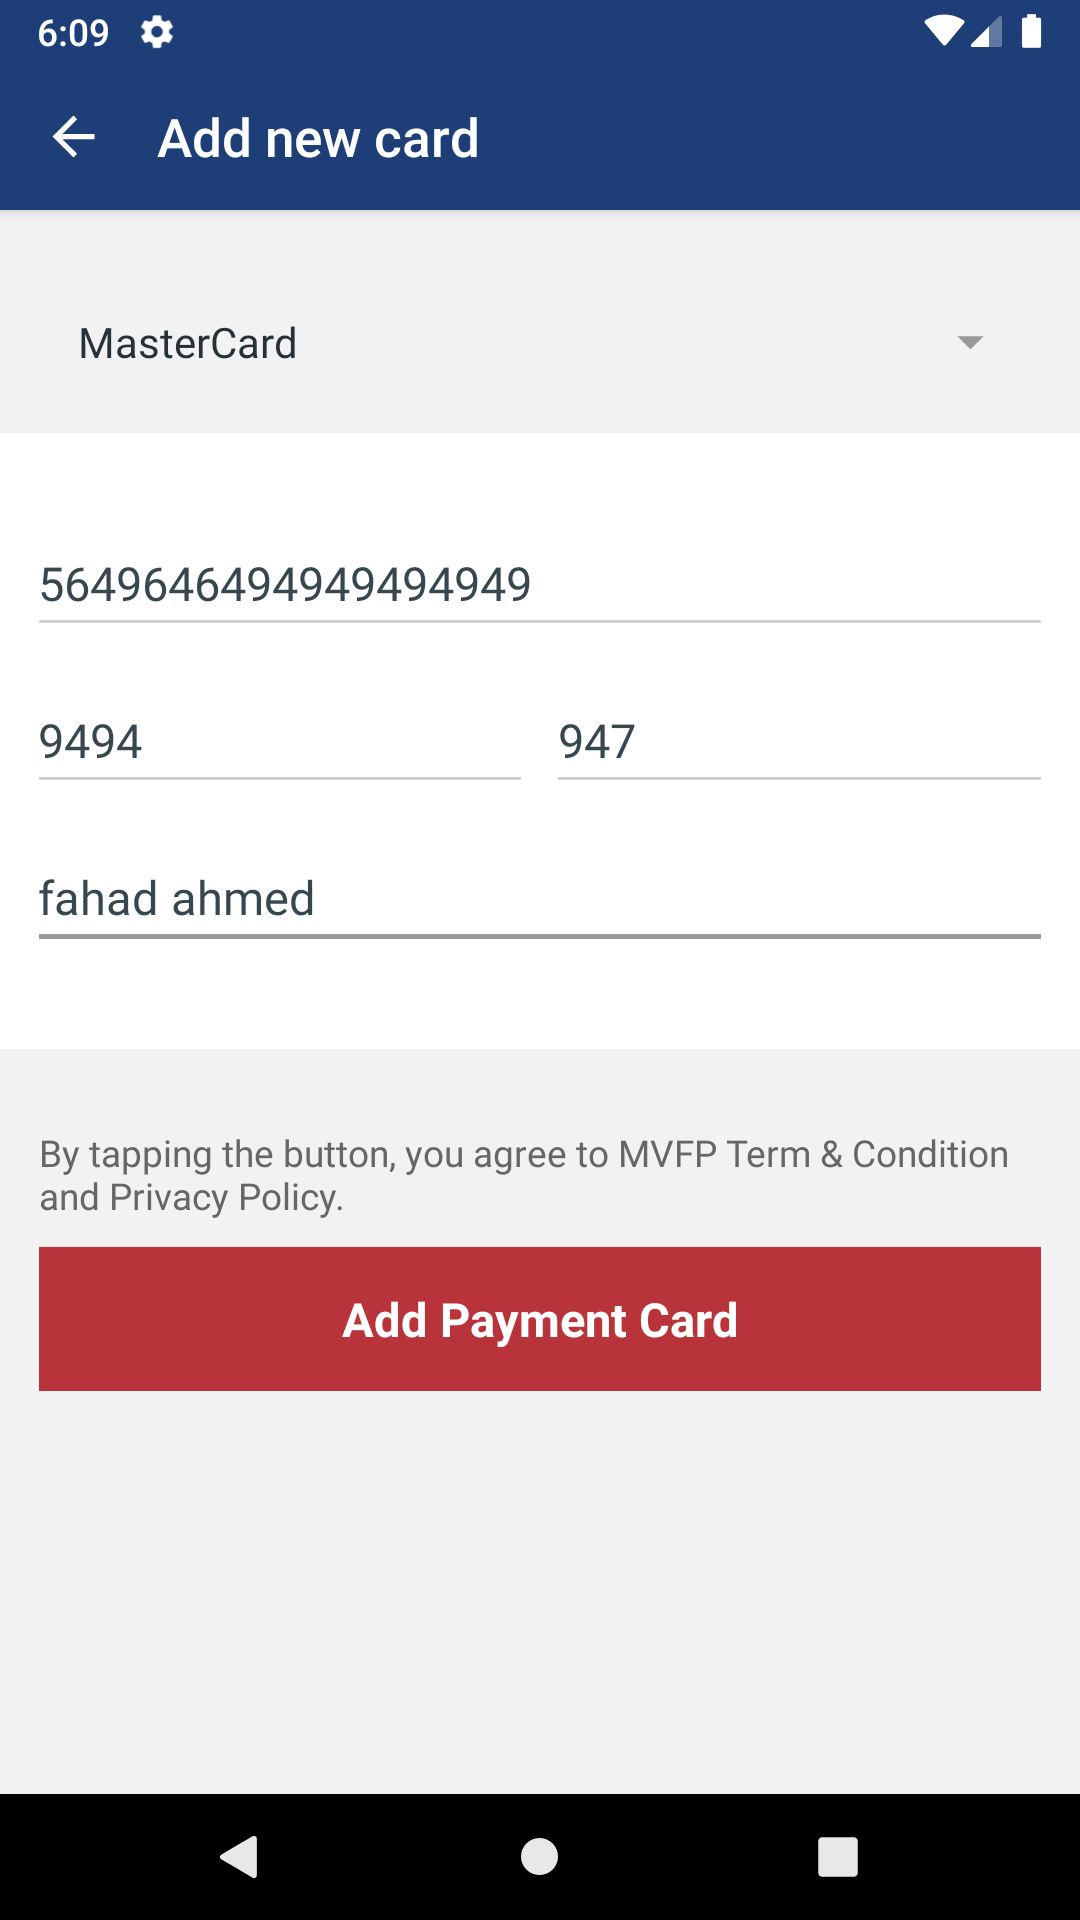 6:09
Add new card
MasterCard
5649646494949494949
9494 947
fahad ahmed
By tapping the button, you agree to MVFP Term & Condition
and Privacy Policy.
Add Payment Card